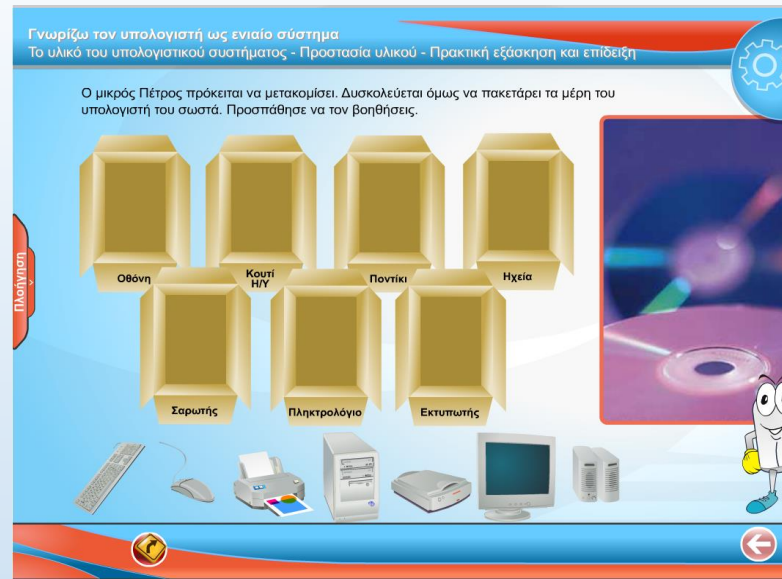 Γνωρίζω τον υπολογιστή ως ενιαίο σύστημα
Το υλικό του υπολογιστικού συστήματος - Προστασία υλικού - Πρακτική εξάσκηση και επίδειξη
Ο μικρός Πέτρος πρόκειται να μετακομίσει. Δυσκολεύεται όμως να πακετάρει τα μέρη του
υπολογιστή του σωστά. Προσπάθησε να τον βοηθήσεις.
Πλοήγηση
Οθόνη
Κουτί
Η/Υ
Ποντίκι
Ηχεία
Σαρωτής
Πληκτρολόγιο
Εκτυπωτής